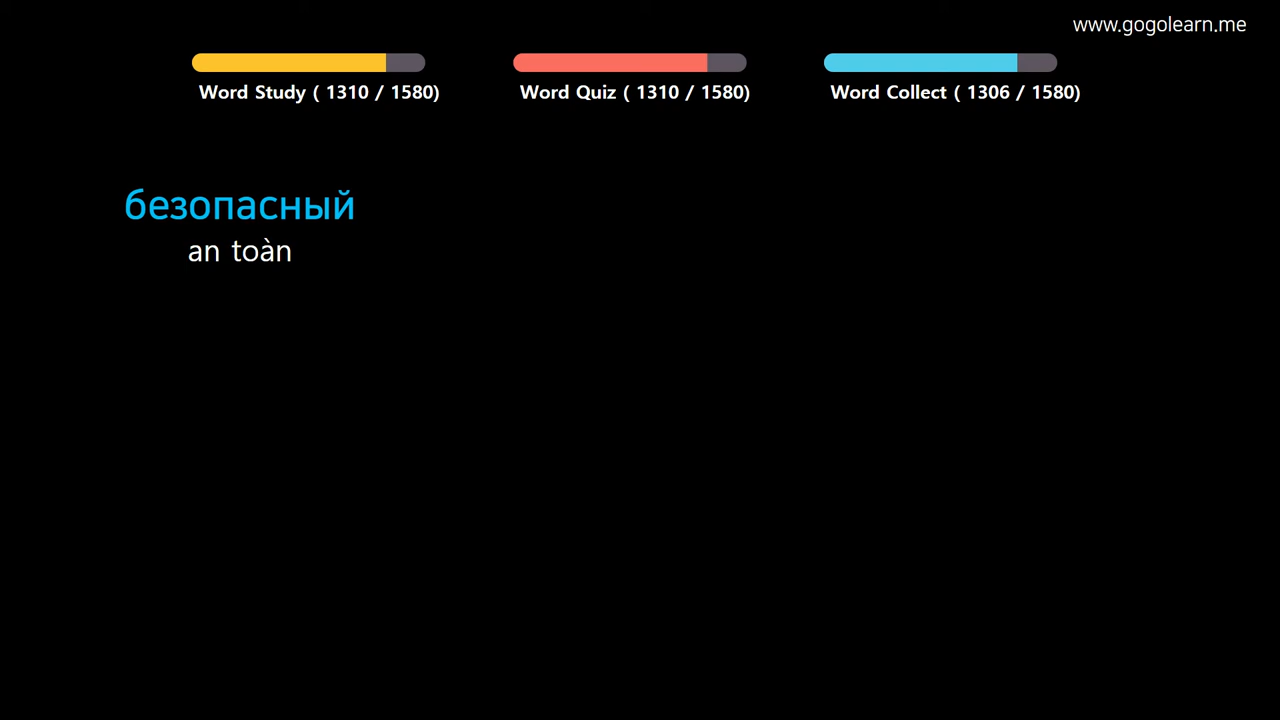 www.gogolearn.me
Word Study ( 1310 / 1580)
Word Quiz ( 1310 / 1580)
Word Collect ( 1306 / 1580)
безопасный
an toàn